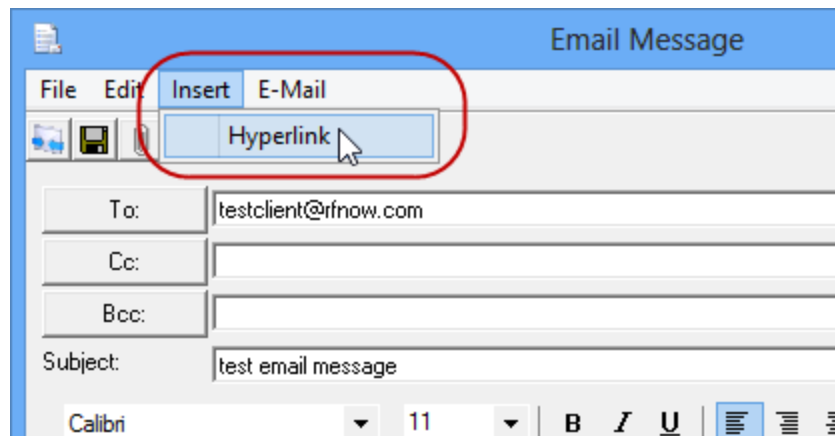 Email Message
File Edit Insert E-Mail
Hyperlink
To: testclient@rfnow.com
Cc:
Bcc:
Subject: test email message
Calibri 11 B I U